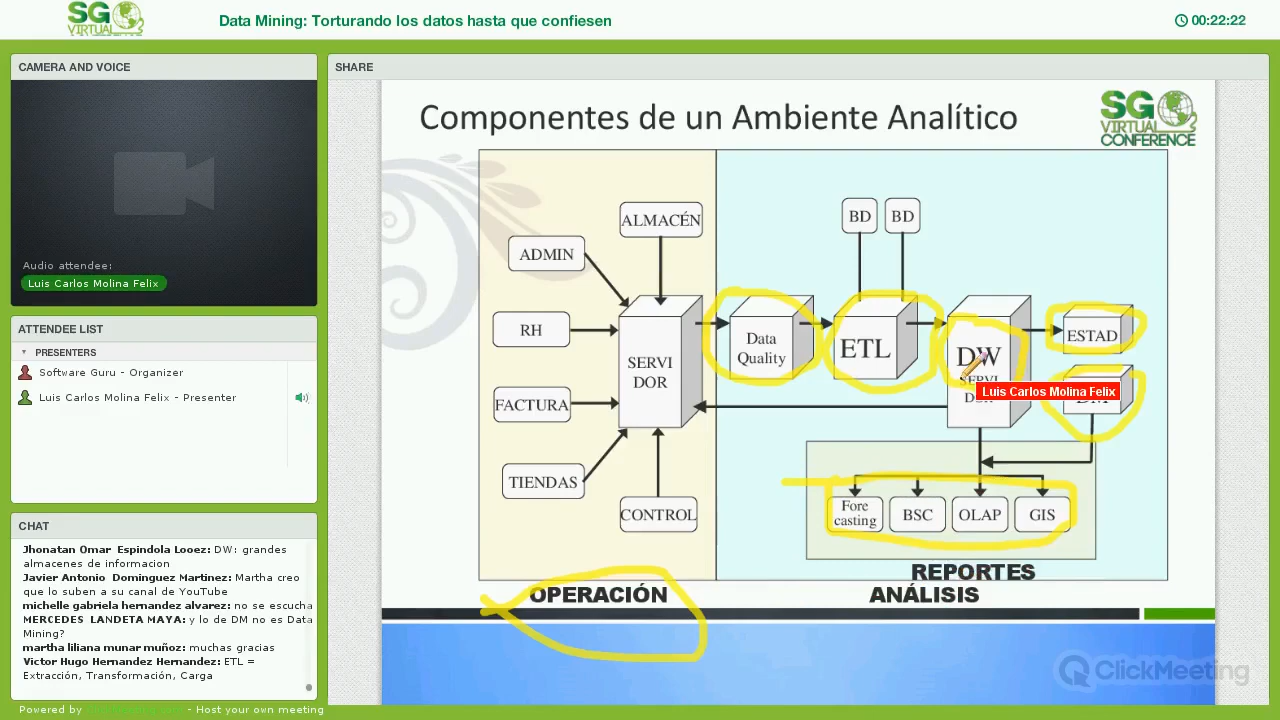 SG
VIRTUAL
CONFERENCE
Data Mining: Torturando los datos hasta que confiesen
00:22:22
CAMERA AND VOICE
Audio attendee:
Luis Carlos Molina Felix
ATTENDEE LIST
PRESENTERS
Software Guru - Organizer
Luis Carlos Molina Felix - Presenter
CHAT
Jhonatan Omar Espindola Looez: DW: grandes
almacenes de informacion
Javier Antonio Dominguez Martinez: Martha creo
que lo suben a su canal de YouTube
michelle gabriela hernandez alvarez: no se escucha
MERCEDES LANDETA MAYA: y lo de DM no es Data
Mining?
martha liliana munar muñoz: muchas gracias
Victor Hugo Hernandez Hernandez: ETL =
Extracción, Transformación, Carga
Powered by
- Host your own meeting
SHARE
Componentes de un Ambiente Analítico
SG
VIRTUAL
CONFERENCE
ALMACÉN
BD
BD
ADMIN
RH
SERVI
DOR
Data
Quality
ETL
DW
SERVI
DOR
ESTAD
Luis Carlos Molina Felix
DM
FACTURA
TIENDAS
CONTROL
Fore
casting
BSC
OLAP
GIS
REPORTES
OPERACIÓN
ANÁLISIS
ClickMeeting